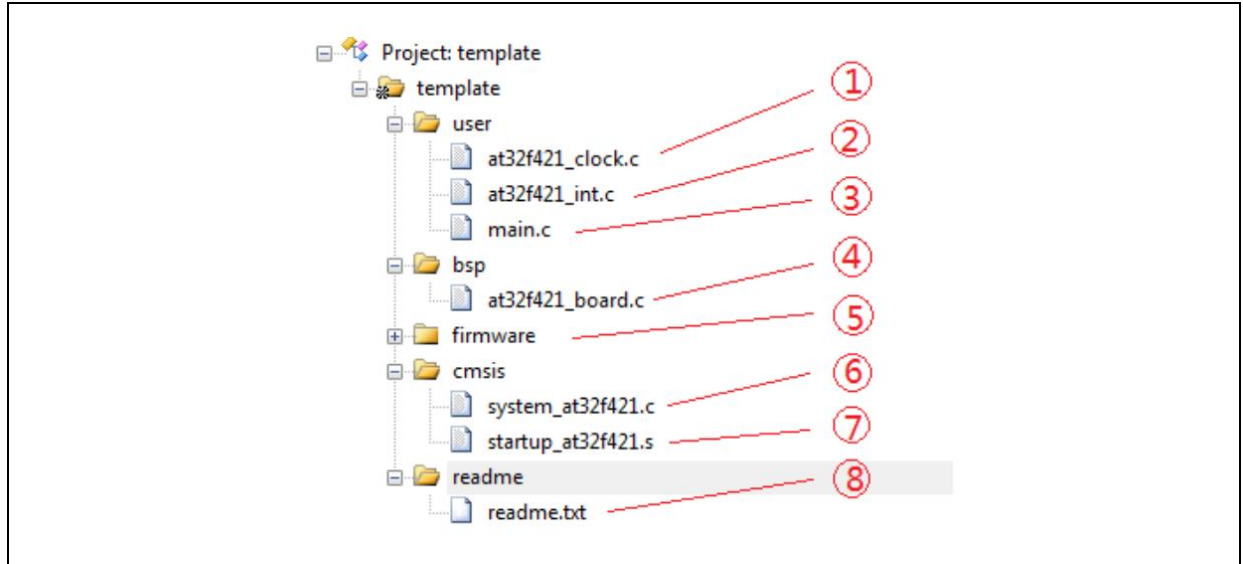 Project: template
template
①
user
at32f421_clock.c
②
at32f421_int.c
③
main.c
④
bsp
at32f421_board.c
⑤
firmware
⑥
cmsis
system_at32f421.c
⑦
startup_at32f421.s
⑧
readme
readme.txt